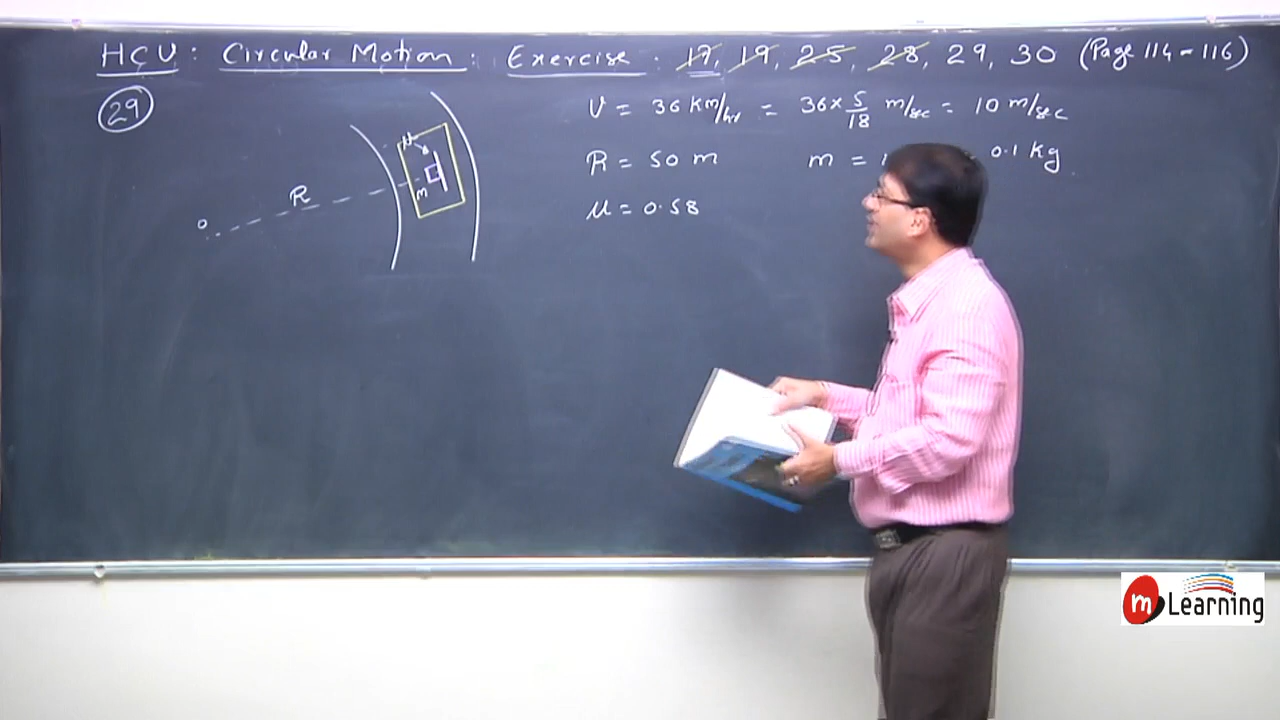 HCV : Circular Motion : Exercise : 17, 19, 25, 28, 29, 30 (Page 114 - 116)
29
V = 36 Km/hr = 36 × 5/18 m/sec = 10 m/sec
R = 50 m m = 0.1 kg
μ = 0.58
μ
m
R
o
m Learning